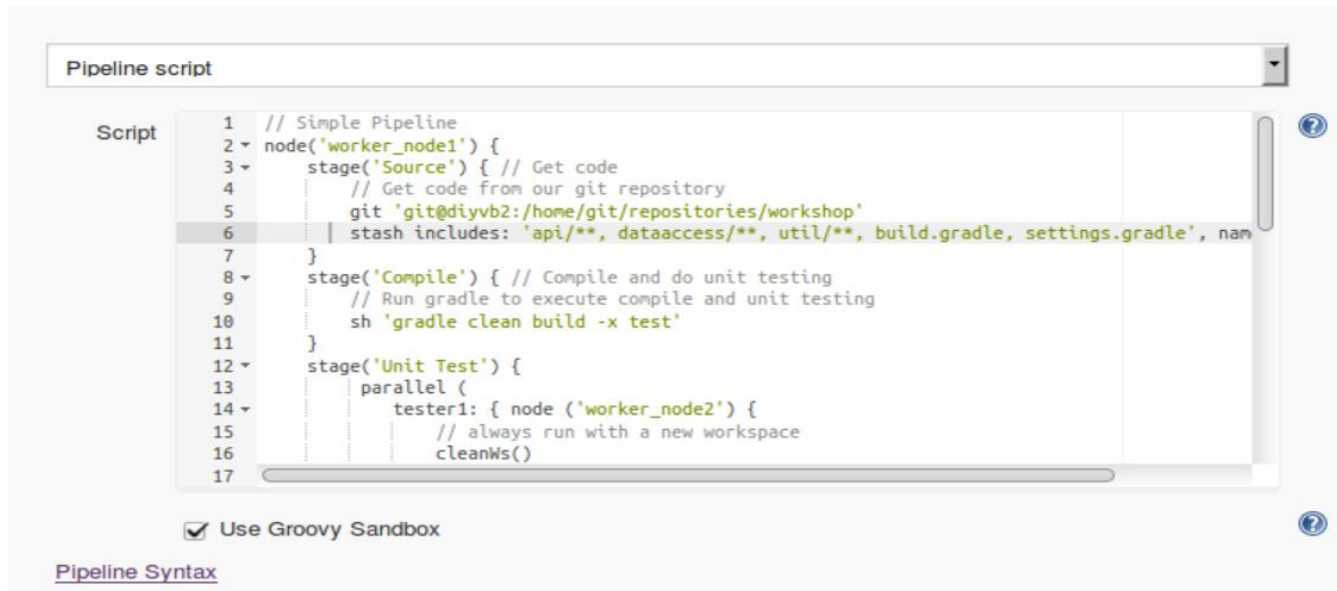 Pipeline script
Script
1 // Simple Pipeline
2 node('worker_node1') {
3 stage('Source') { // Get code
4 // Get code from our git repository
5 git 'git@diyvb2:/home/git/repositories/workshop'
6 stash includes: 'api/**, dataaccess/**, util/**, build.gradle, settings.gradle', nam
7 }
8 stage('Compile') { // Compile and do unit testing
9 // Run gradle to execute compile and unit testing
10 sh 'gradle clean build -x test'
11 }
12 stage('Unit Test') {
13 parallel (
14 tester1: { node ('worker_node2') {
15 // always run with a new workspace
16 cleanWs()
17
Use Groovy Sandbox
Pipeline Syntax